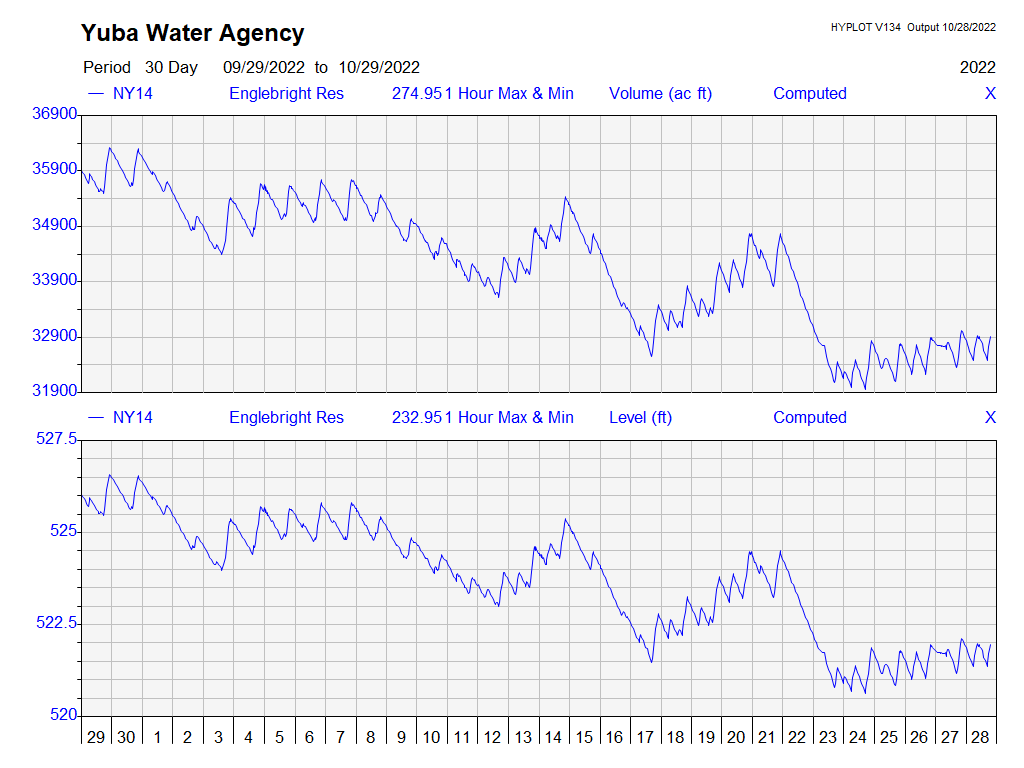 Yuba Water Agency
HYPLOT V134 Output 10/28/2022
Period 30 Day 09/29/2022 to 10/29/2022 2022
NY14 Englebright Res 274.951 Hour Max & Min Volume (ac ft) Computed X
36900
35900
34900
33900
32900
31900
NY14 Englebright Res 232.951 Hour Max & Min Level (ft) Computed X
527.5
525
522.5
520
29 30 1 2 3 4 5 6 7 8 9 10 11 12 13 14 15 16 17 18 19 20 21 22 23 24 25 26 27 28